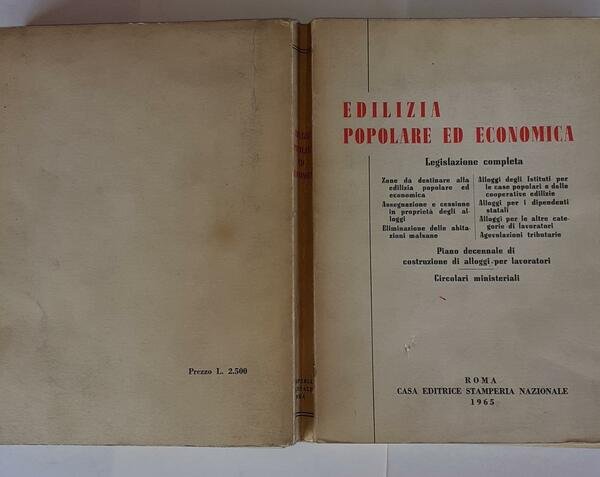 Prezzo L. 2.500
POPOLARE
ED
EDILIZIA
POPOLARE ED ECONOMICA
Legislazione completa
Zone da destinare alla
edilizia popolare ed
economica
Assegnazione e cessione
in proprietà degli al-
loggi
Eliminazione delle abita-
zioni malsane
Alloggi degli Istituti per
le case popolari e delle
cooperative edilizie
Alloggi per i dipendenti
statali
Alloggi per le altre cate-
gorie di lavoratori
Agevolazioni tributarie
Piano decennale di
costruzione di alloggi per lavoratori
Circolari ministeriali
ROMA
CASA EDITRICE STAMPERIA NAZIONALE
1965